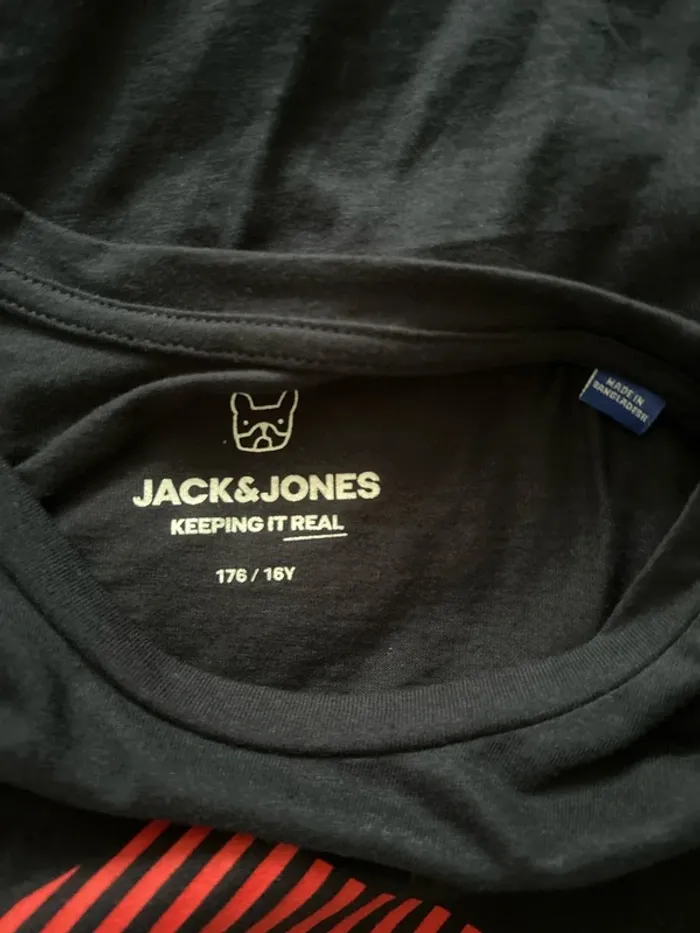 JACK&JONES
KEEPING IT REAL
176 / 16Y
MADE IN
BANGLADESH